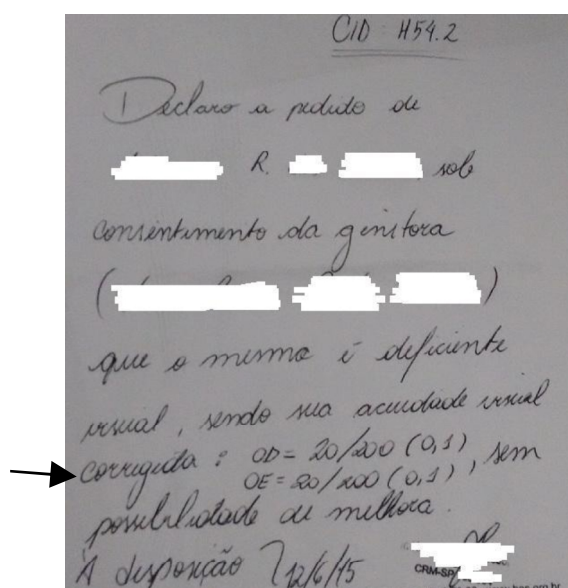 CID H54.2
Declaro a pedido de
R. sob
consentimento da genitora
(                    )
que o mesmo é deficiente
visual, sendo sua acuidade visual
corrigida : OD= 20/200 (0,1)
OE= 20/200 (0,1), sem
possibilidade de melhora.
À disposição 12/6/15
CRM-SP